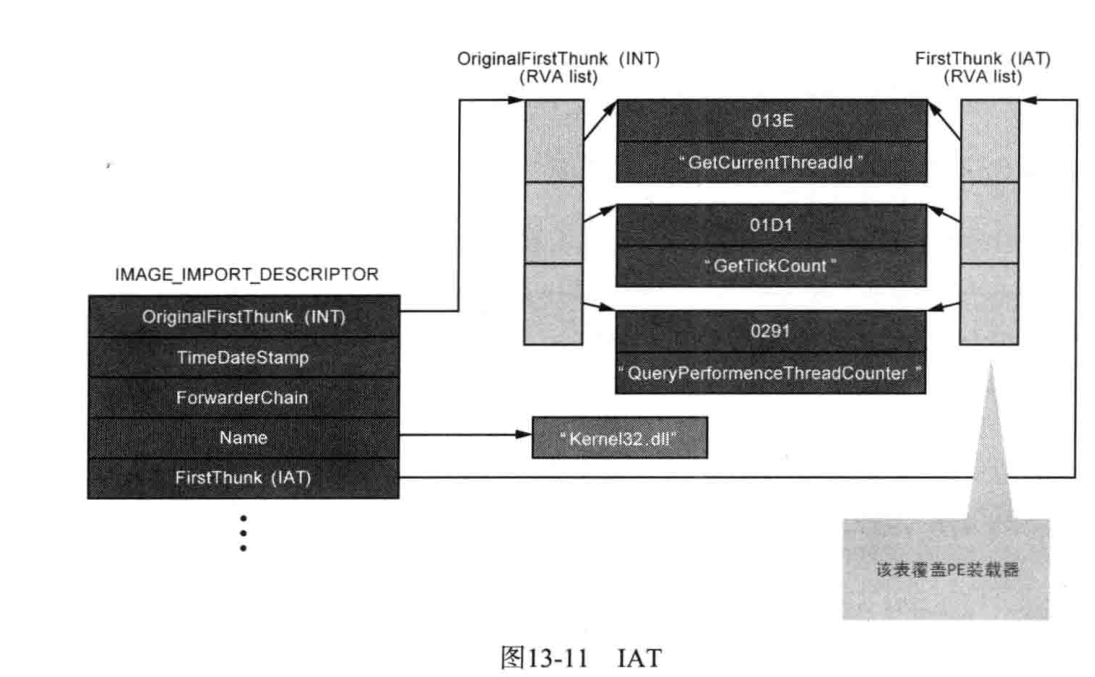 OriginalFirstThunk (INT)
(RVA list)
FirstThunk (IAT)
(RVA list)
013E
"GetCurrentThreadId"
01D1
"GetTickCount"
0291
"QueryPerformenceThreadCounter"
IMAGE_IMPORT_DESCRIPTOR
OriginalFirstThunk (INT)
TimeDateStamp
ForwarderChain
Name
FirstThunk (IAT)
"Kernel32.dll"
该表覆盖PE装载器
图13-11 IAT